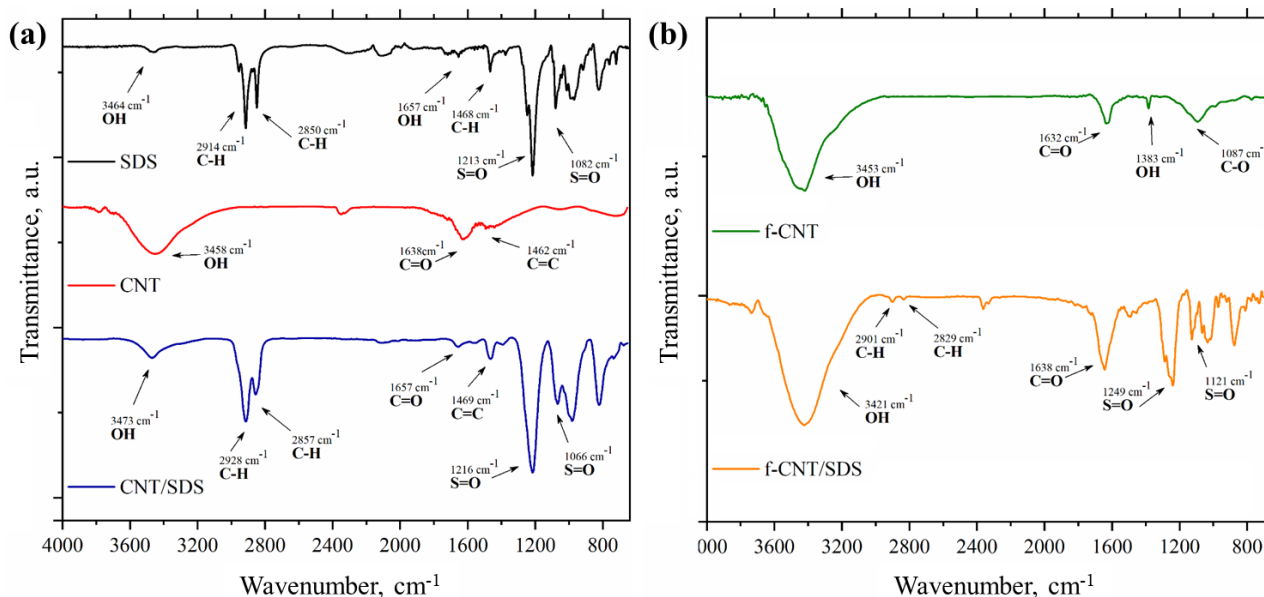 (a)
3464 cm-1
OH
2914 cm-1
C-H
2850 cm-1
C-H
1657 cm-1
OH
1468 cm-1
C-H
1213 cm-1
S=O
1082 cm-1
S=O
SDS
3458 cm-1
OH
1638cm-1
C=O
1462 cm-1
C=C
CNT
3473 cm-1
OH
2928 cm-1
C-H
2857 cm-1
C-H
1657 cm-1
C=O
1469 cm-1
C=C
1216 cm-1
S=O
1066 cm-1
S=O
CNT/SDS
Transmittance, a.u.
4000 3200 2800 2400 1600 1200 800
Wavenumber, cm-1
(b)
3453 cm-1
OH
1632 cm-1
C=O
1383 cm-1
OH
1087 cm-1
C-O
f-CNT
2901 cm-1
C-H
2829 cm-1
C-H
3421 cm-1
OH
1638 cm-1
C=O
1249 cm-1
S=O
1121 cm-1
S=O
f-CNT/SDS
Transmittance, a.u.
000 3600 3200 2800 2400 1600 1200 800
Wavenumber, cm-1